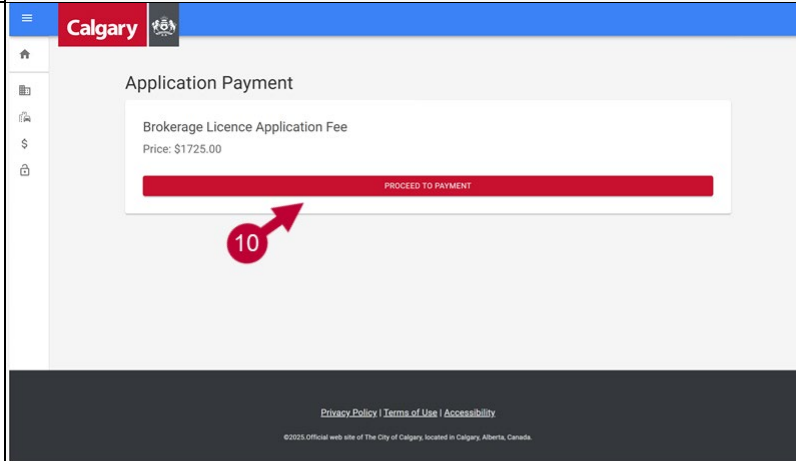 Calgary
Application Payment
Brokerage Licence Application Fee
Price: $1725.00
PROCEED TO PAYMENT
10
Privacy Policy | Terms of Use | Accessibility
©2025.Official web site of The City of Calgary, located in Calgary, Alberta, Canada.